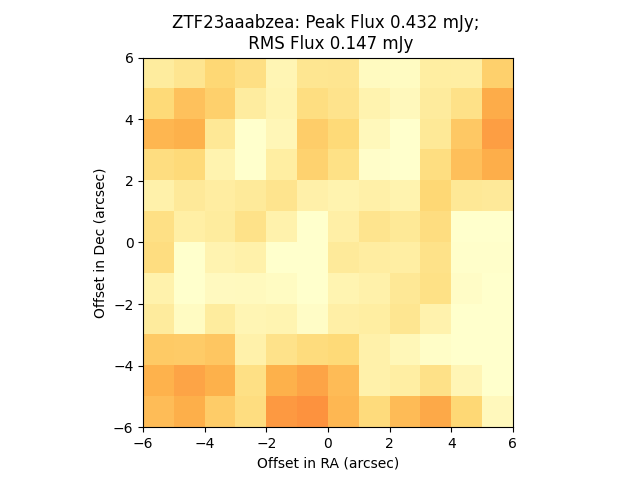 ZTF23aaabzea: Peak Flux 0.432 mJy;
RMS Flux 0.147 mJy
6
4
2
0
−2
−4
−6
Offset in Dec (arcsec)
−6 −4 −2 0 2 4 6
Offset in RA (arcsec)